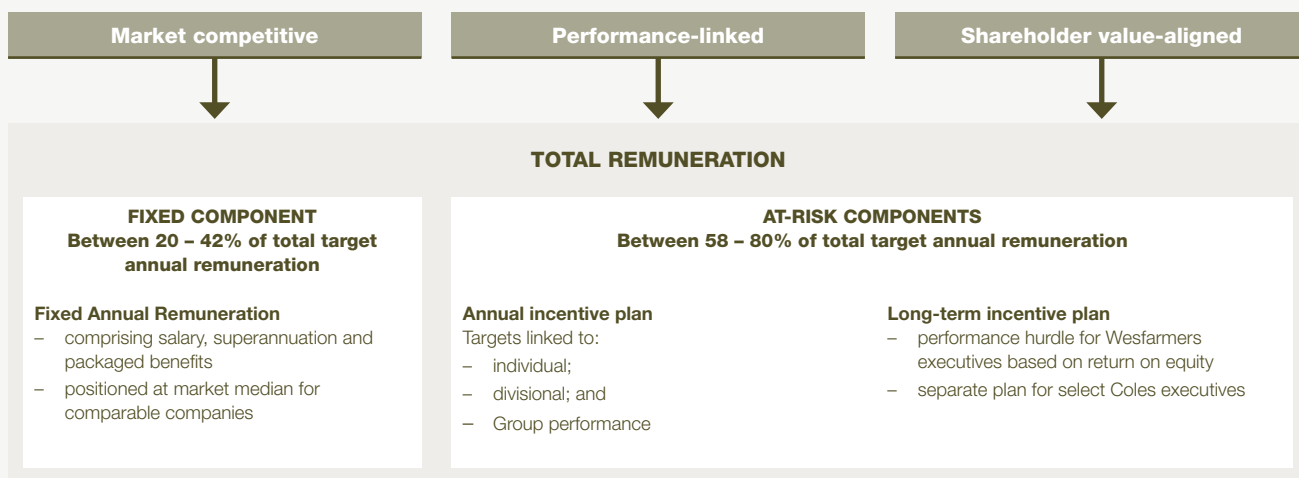 Market competitive
Performance-linked
Shareholder value-aligned
TOTAL REMUNERATION
FIXED COMPONENT
Between 20 – 42% of total target
annual remuneration
Fixed Annual Remuneration
– comprising salary, superannuation and
packaged benefits
– positioned at market median for
comparable companies
AT-RISK COMPONENTS
Between 58 – 80% of total target annual remuneration
Annual incentive plan
Targets linked to:
– individual;
– divisional; and
– Group performance
Long-term incentive plan
– performance hurdle for Wesfarmers
executives based on return on equity
– separate plan for select Coles executives